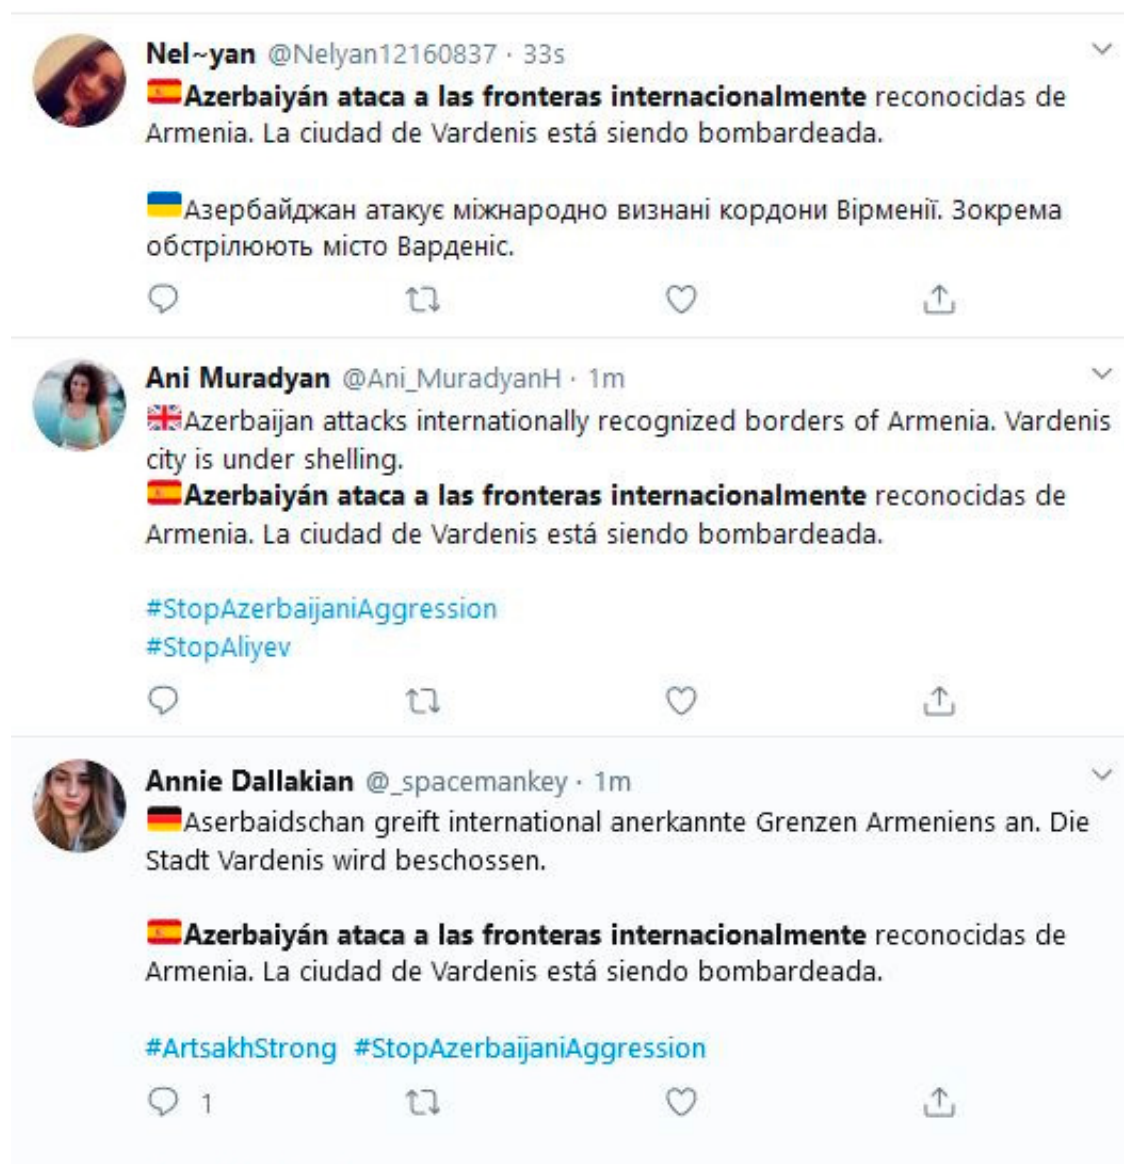 Nel~yan @Nelyan12160837 · 33s
🇪🇸Azerbaiyán ataca a las fronteras internacionalmente reconocidas de
Armenia. La ciudad de Vardenis está siendo bombardeada.
🇺🇦Азербайджан атакує міжнародно визнані кордони Вірменії. Зокрема
обстрілюють місто Варденіс.
Ani Muradyan @Ani_MuradyanH · 1m
🇬🇧Azerbaijan attacks internationally recognized borders of Armenia. Vardenis
city is under shelling.
🇪🇸Azerbaiyán ataca a las fronteras internacionalmente reconocidas de
Armenia. La ciudad de Vardenis está siendo bombardeada.
#StopAzerbaijaniAggression
#StopAliyev
Annie Dallakian @_spacemankey · 1m
🇩🇪Aserbaidschan greift international anerkannte Grenzen Armeniens an. Die
Stadt Vardenis wird beschossen.
🇪🇸Azerbaiyán ataca a las fronteras internacionalmente reconocidas de
Armenia. La ciudad de Vardenis está siendo bombardeada.
#ArtsakhStrong #StopAzerbaijaniAggression
1